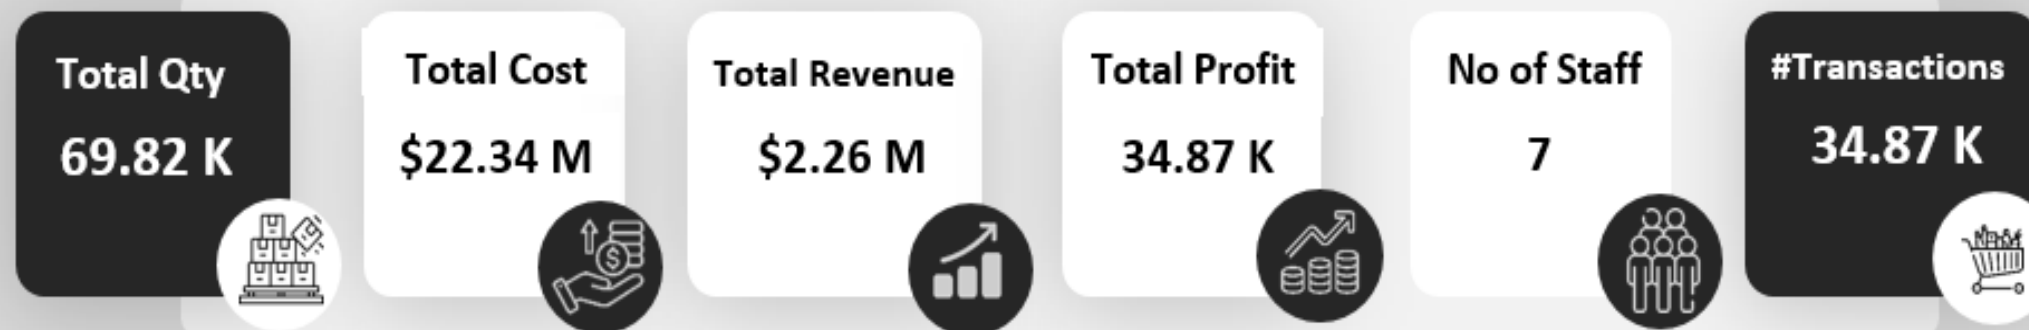 Total Qty
69.82 K
Total Cost
$22.34 M
Total Revenue
$2.26 M
Total Profit
34.87 K
No of Staff
7
#Transactions
34.87 K